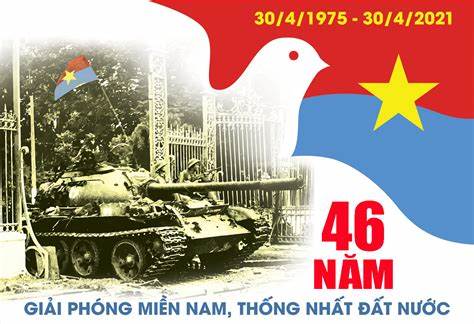 30/4/1975 - 30/4/2021
46
NĂM
GIẢI PHÓNG MIỀN NAM, THỐNG NHẤT ĐẤT NƯỚC